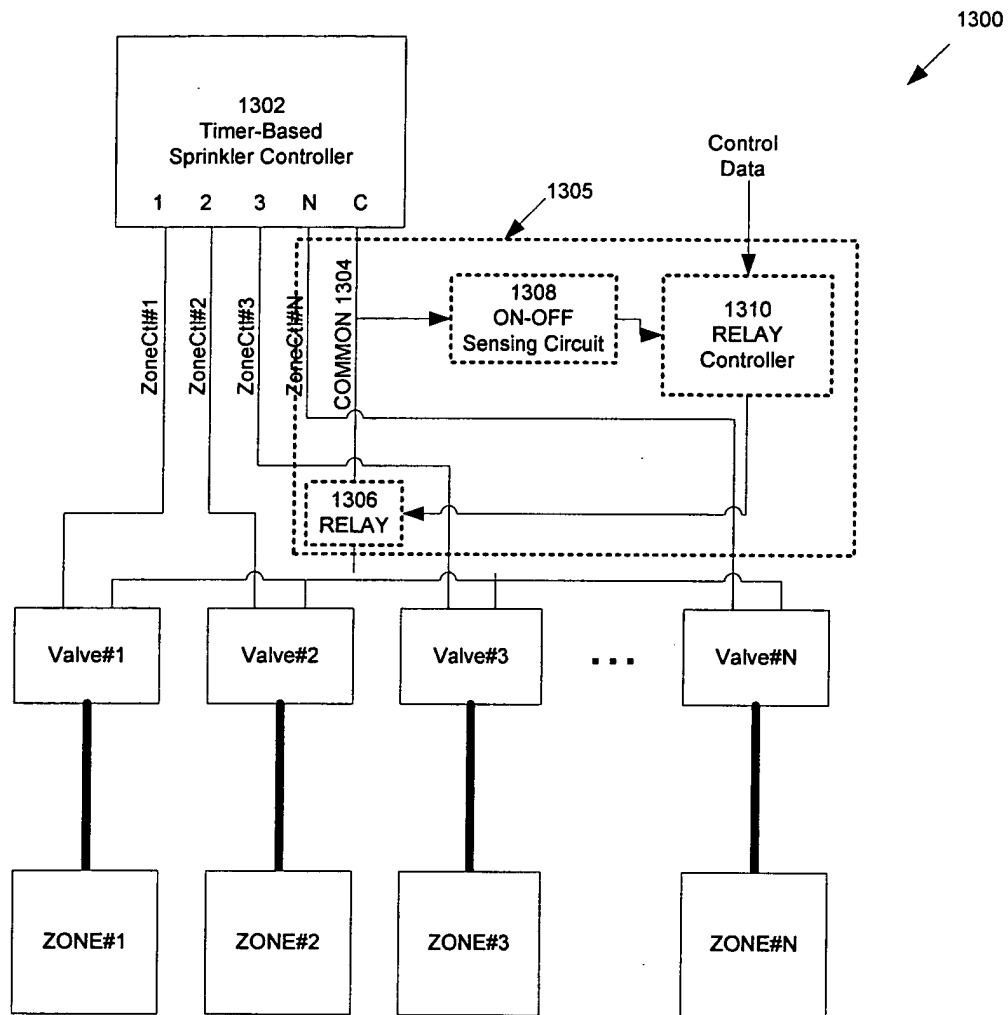 1300
1302
Timer-Based
Sprinkler Controller
1 2 3 N C
Control
Data
1305
ZoneCtl#1
ZoneCtl#2
ZoneCtl#3
ZoneCtl#N
COMMON 1304
1308
ON-OFF
Sensing Circuit
1310
RELAY
Controller
1306
RELAY
Valve#1
Valve#2
Valve#3
...
Valve#N
ZONE#1
ZONE#2
ZONE#3
ZONE#N